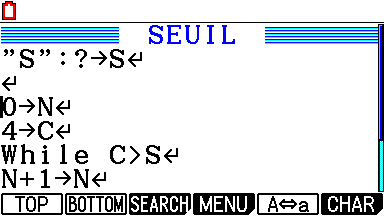 SEUIL
"S":?→S↵
↵
0→N↵
4→C↵
While C>S↵
N+1→N↵
TOP BOTTOM SEARCH MENU A⇔a CHAR